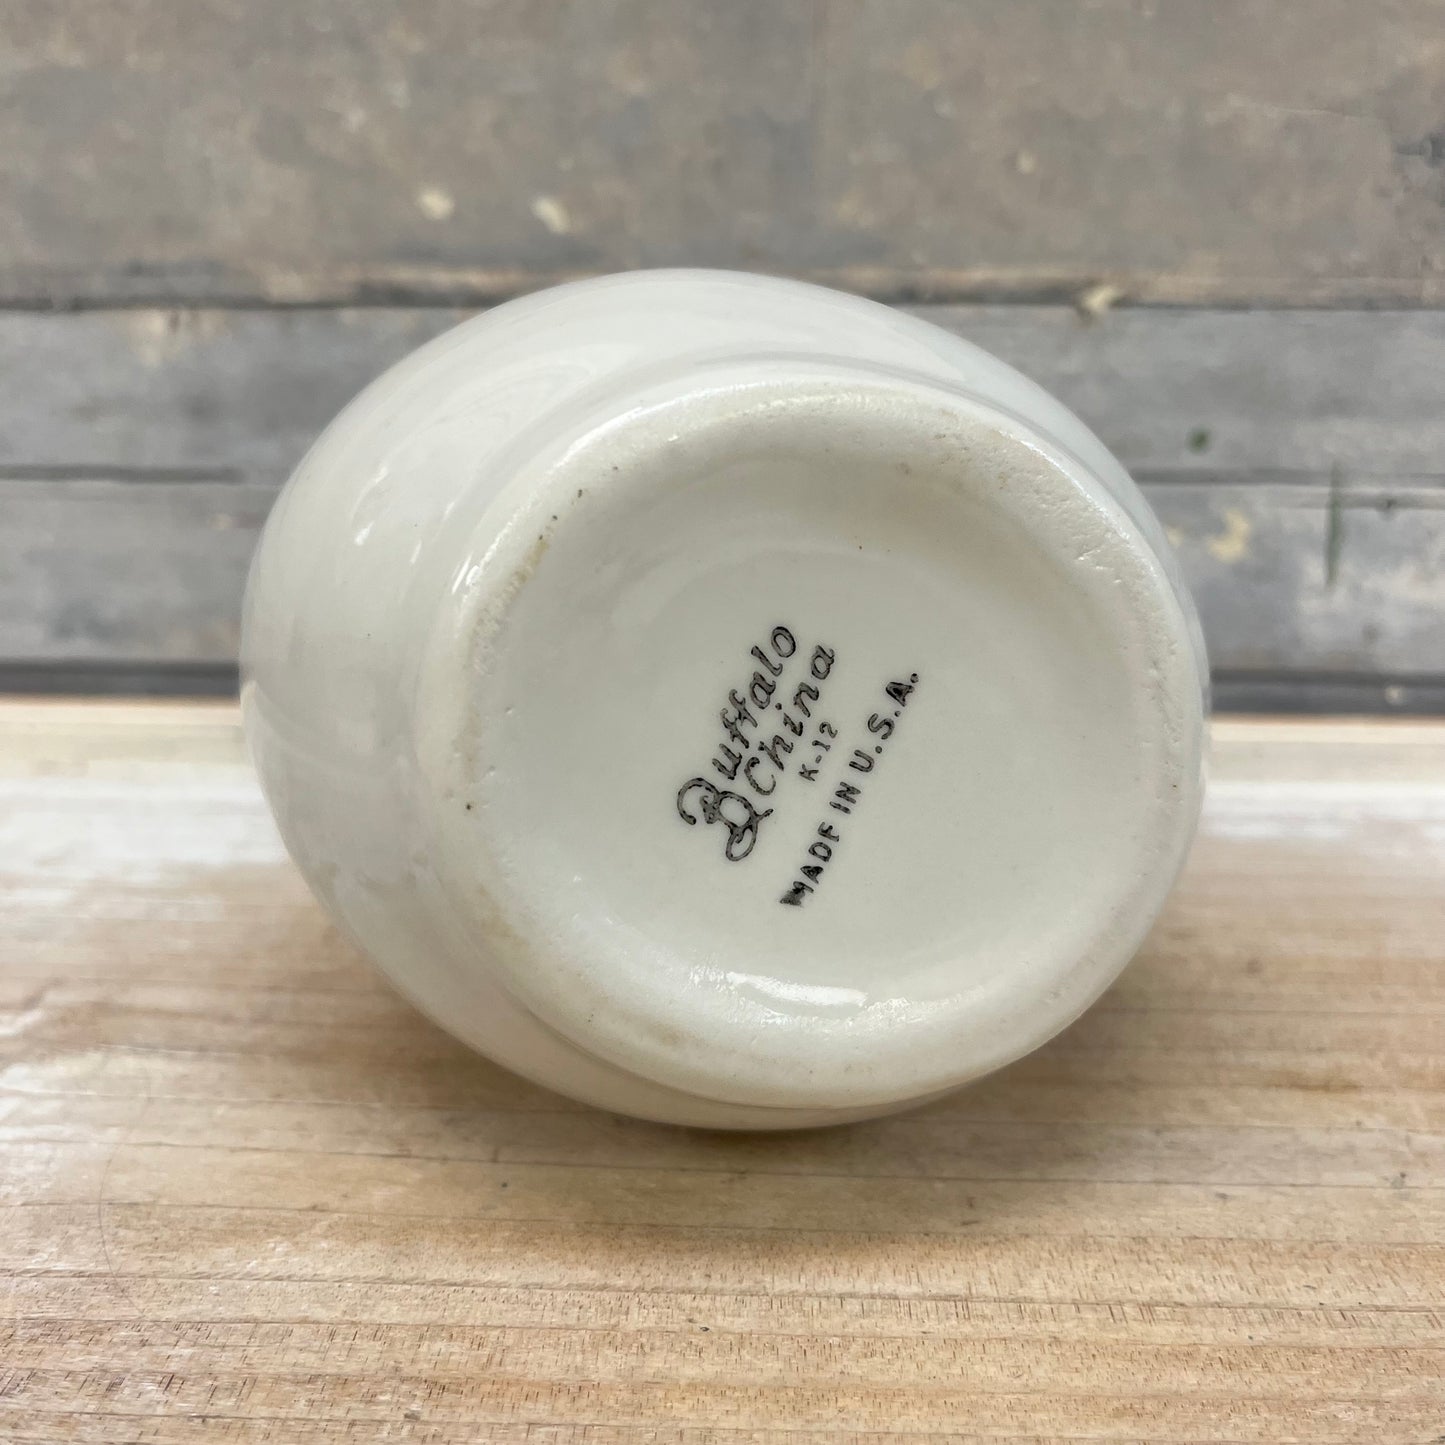 Buffalo
China
K-12
MADE IN U.S.A.